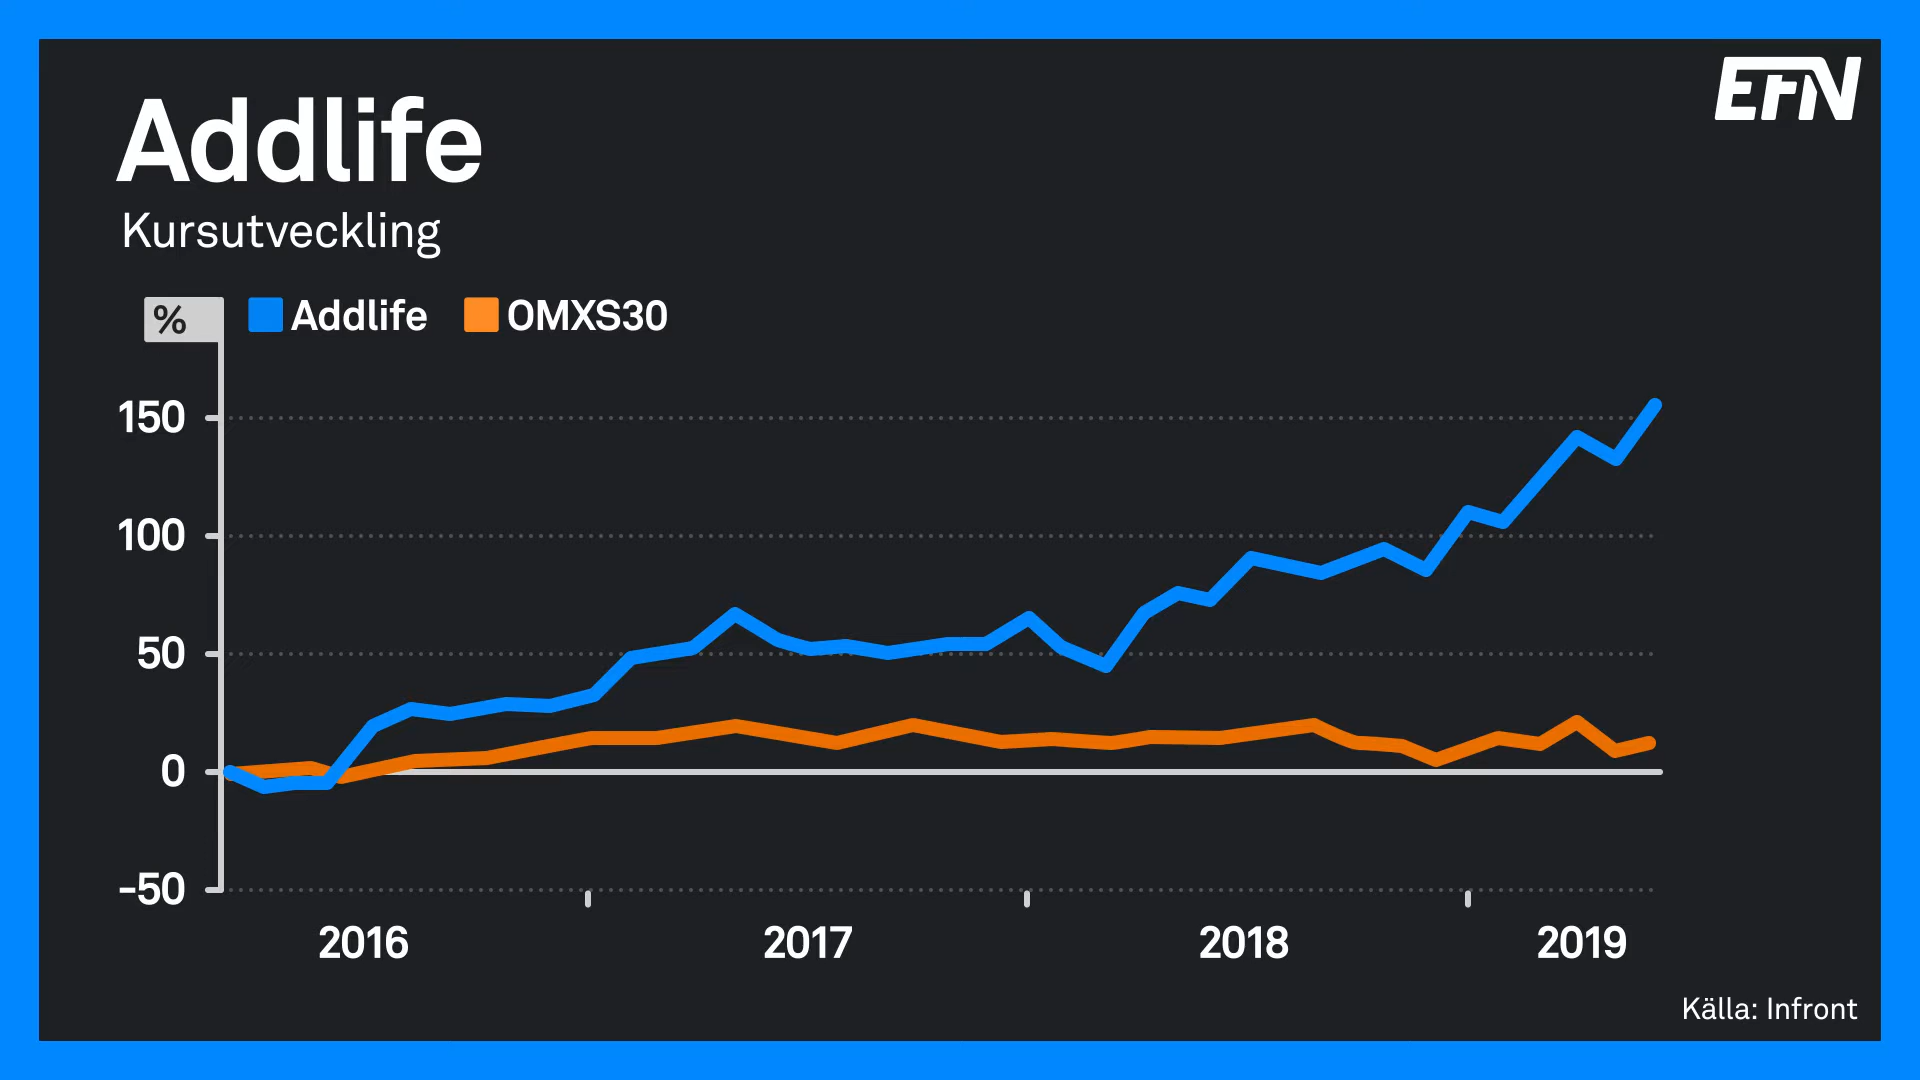 EFN
Addlife
Kursutveckling
% Addlife OMXS30
150
100
50
0
-50
2016 2017 2018 2019
Källa: Infront